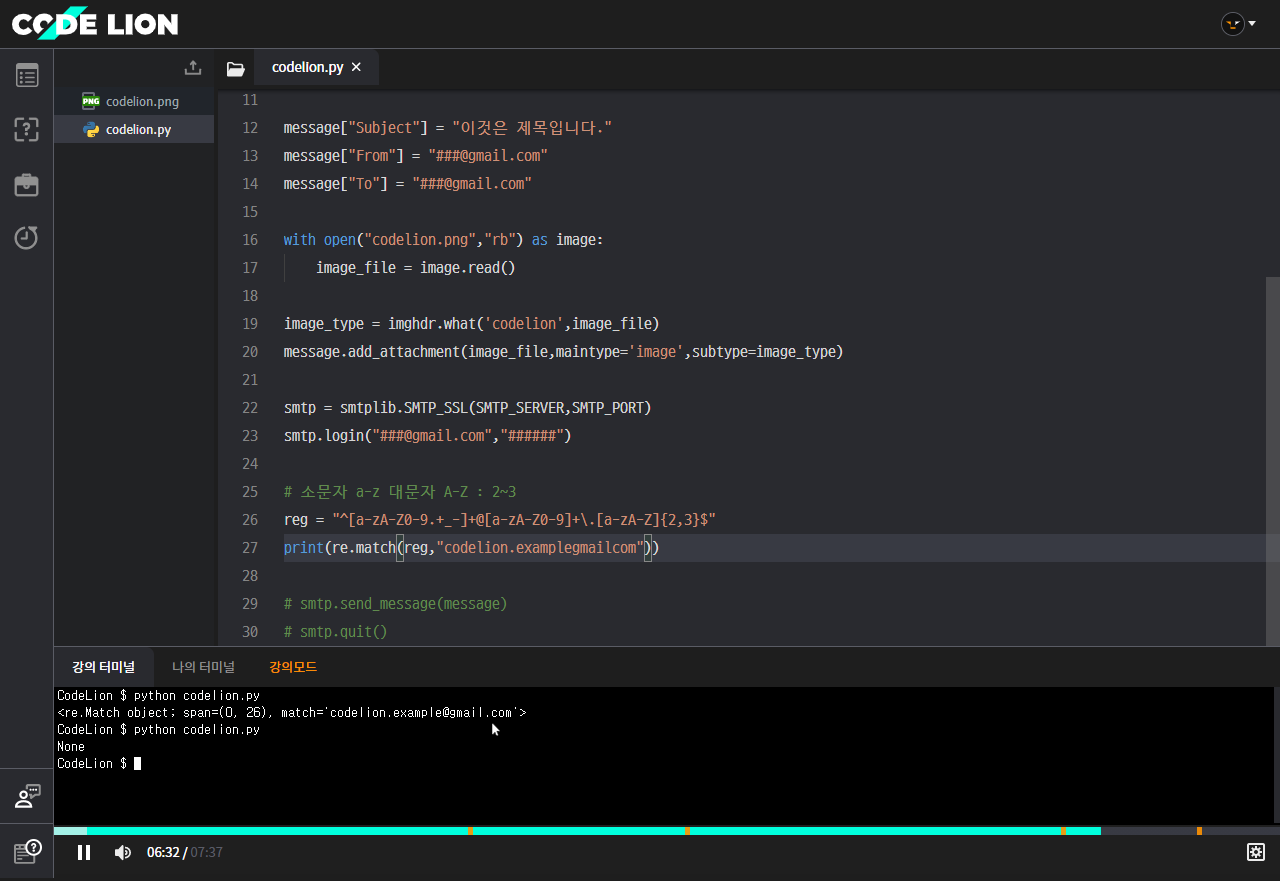 CODE LION
codelion.py ×
PNG codelion.png
codelion.py
11
12 message["Subject"] = "이것은 제목입니다."
13 message["From"] = "###@gmail.com"
14 message["To"] = "###@gmail.com"
15
16 with open("codelion.png","rb") as image:
17 image_file = image.read()
18
19 image_type = imghdr.what('codelion',image_file)
20 message.add_attachment(image_file,maintype='image',subtype=image_type)
21
22 smtp = smtplib.SMTP_SSL(SMTP_SERVER,SMTP_PORT)
23 smtp.login("###@gmail.com","######")
24
25 # 소문자 a-z 대문자 A-Z : 2~3
26 reg = "^[a-zA-Z0-9.+_-]+@[a-zA-Z0-9]+\.[a-zA-Z]{2,3}$"
27 print(re.match(reg,"codelion.examplegmailcom"))
28
29 # smtp.send_message(message)
30 # smtp.quit()
강의 터미널 나의 터미널 강의모드
CodeLion $ python codelion.py
<re.Match object; span=(0, 26), match='codelion.example@gmail.com'>
CodeLion $ python codelion.py
None
CodeLion $
06:32 / 07:37